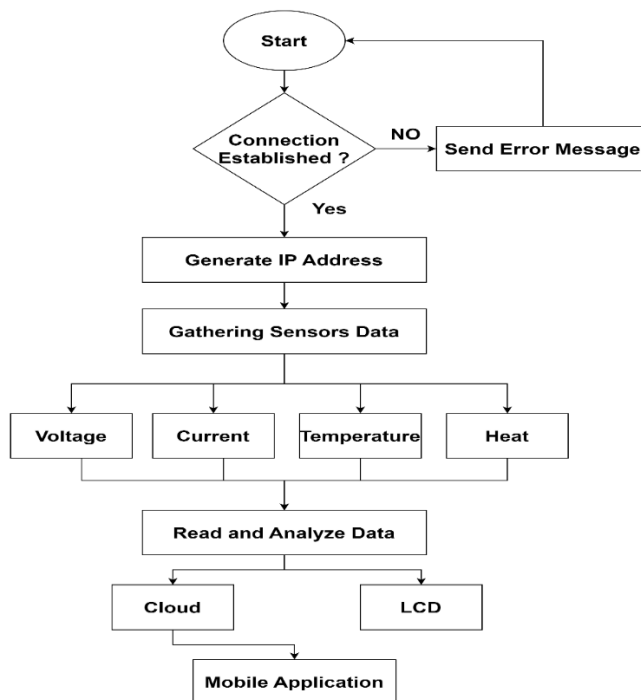 Start
Connection
Established ?
NO
Send Error Message
Yes
Generate IP Address
Gathering Sensors Data
Voltage
Current
Temperature
Heat
Read and Analyze Data
Cloud
LCD
Mobile Application